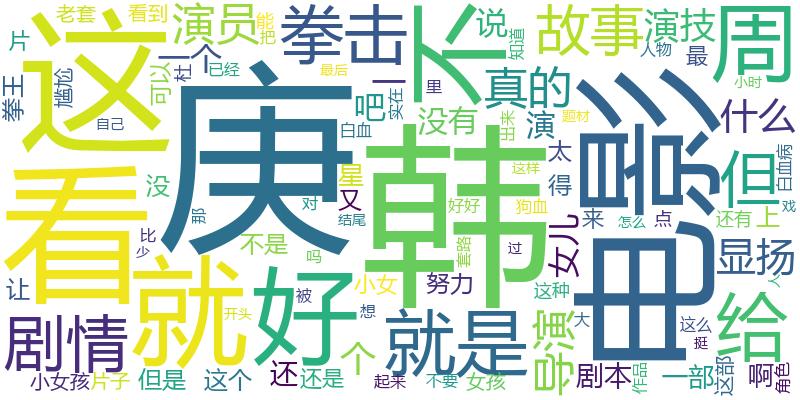 老套 看到 能
片 这 演员 拳击 不 说 故事 演技 周
把 知道 人物 最
拳王 尴尬 可以 一个 杜 已经 最后 一 里 真的
自己 庚 吧 实在 没有 出来 演 题材 电影 小时 什么
看 没 白血 韩 太 但 白血病
那 星 又 得 这样 戏
对 好好 狗血 女儿 来 怎么 点 还有 上
比 少 不是 吗 结尾 套路 过 显扬
让 就 好 小女 努力 这种 人
剧情 开头 被 想 就是 导演 大 这么 给
挺
小女孩 片子 但是 这个 还 还是 个 起来 不要 女孩 剧本 作品 一部 这部 啊 角色